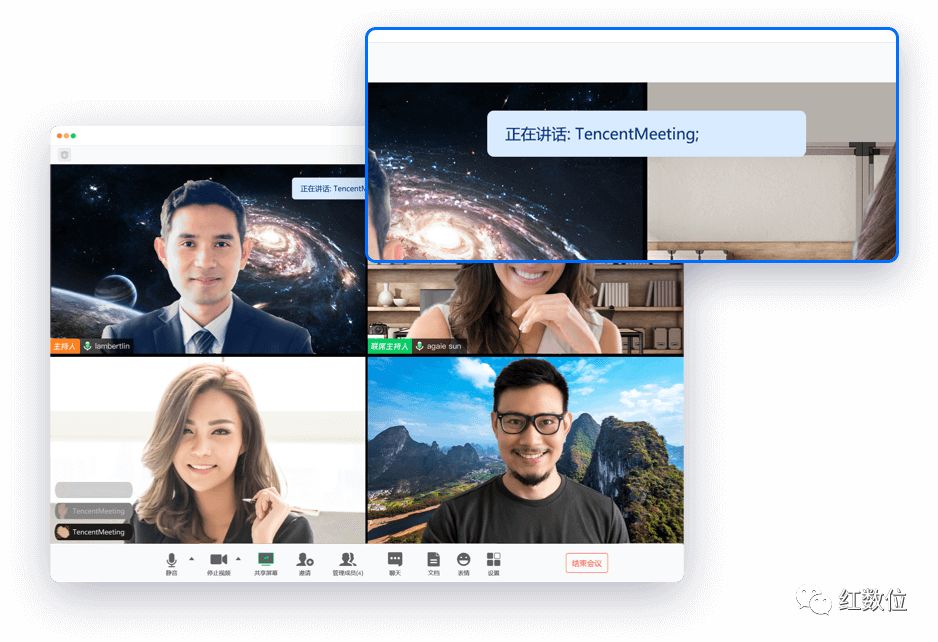 正在讲话: TencentMeeting;
正在讲话: TencentM
主持人 lambertlin
联席主持人 agaie sun
TencentMeeting
TencentMeeting
静音 停止视频 共享屏幕 邀请 管理成员(4) 聊天 文档 表情 设置 结束会议
红数位